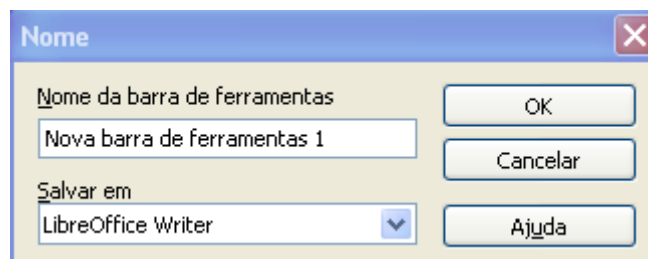 Nome
Nome da barra de ferramentas
Nova barra de ferramentas 1
Salvar em
LibreOffice Writer
OK
Cancelar
Ajuda